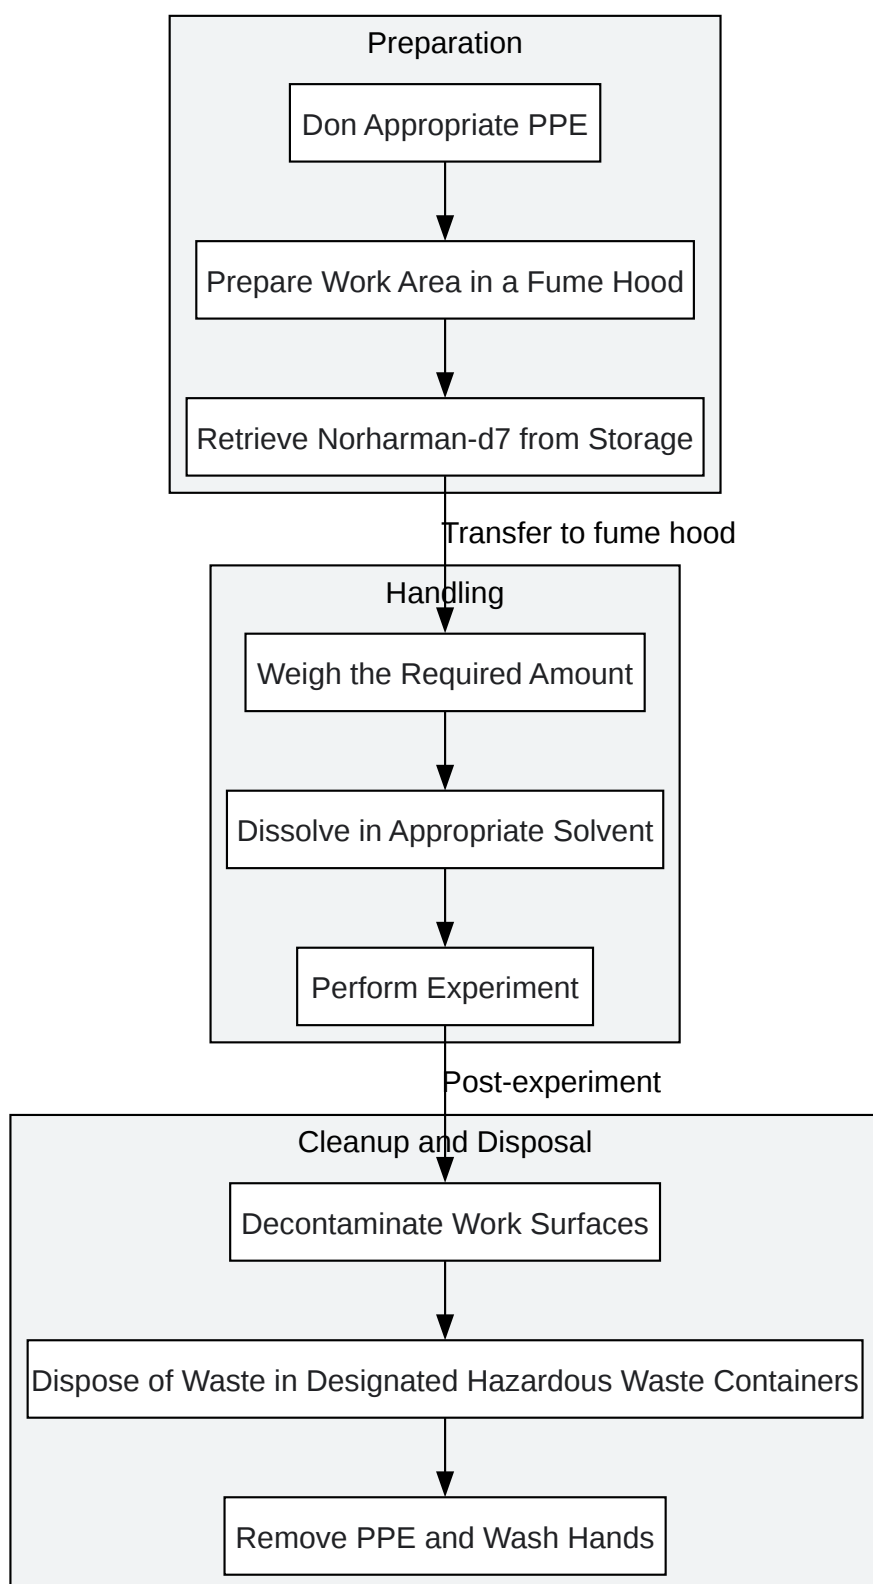 Preparation
Don Appropriate PPE
Prepare Work Area in a Fume Hood
Retrieve Norharman-d7 from Storage
Transfer to fume hood
Handling
Weigh the Required Amount
Dissolve in Appropriate Solvent
Perform Experiment
Post-experiment
Cleanup and Disposal
Decontaminate Work Surfaces
Dispose of Waste in Designated Hazardous Waste Containers
Remove PPE and Wash Hands